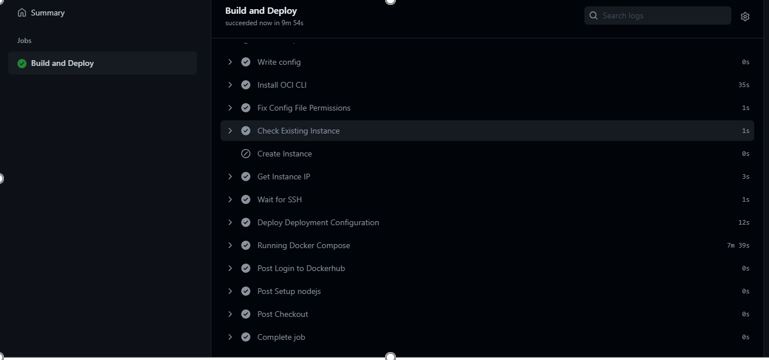 Summary
Jobs
Build and Deploy
Build and Deploy
succeeded now in 9m 54s
Search logs
Write config 0s
Install OCI CLI 35s
Fix Config File Permissions 1s
Check Existing Instance 1s
Create Instance 0s
Get Instance IP 3s
Wait for SSH 1s
Deploy Deployment Configuration 12s
Running Docker Compose 7m 39s
Post Login to Dockerhub 0s
Post Setup nodejs 0s
Post Checkout 0s
Complete job 0s